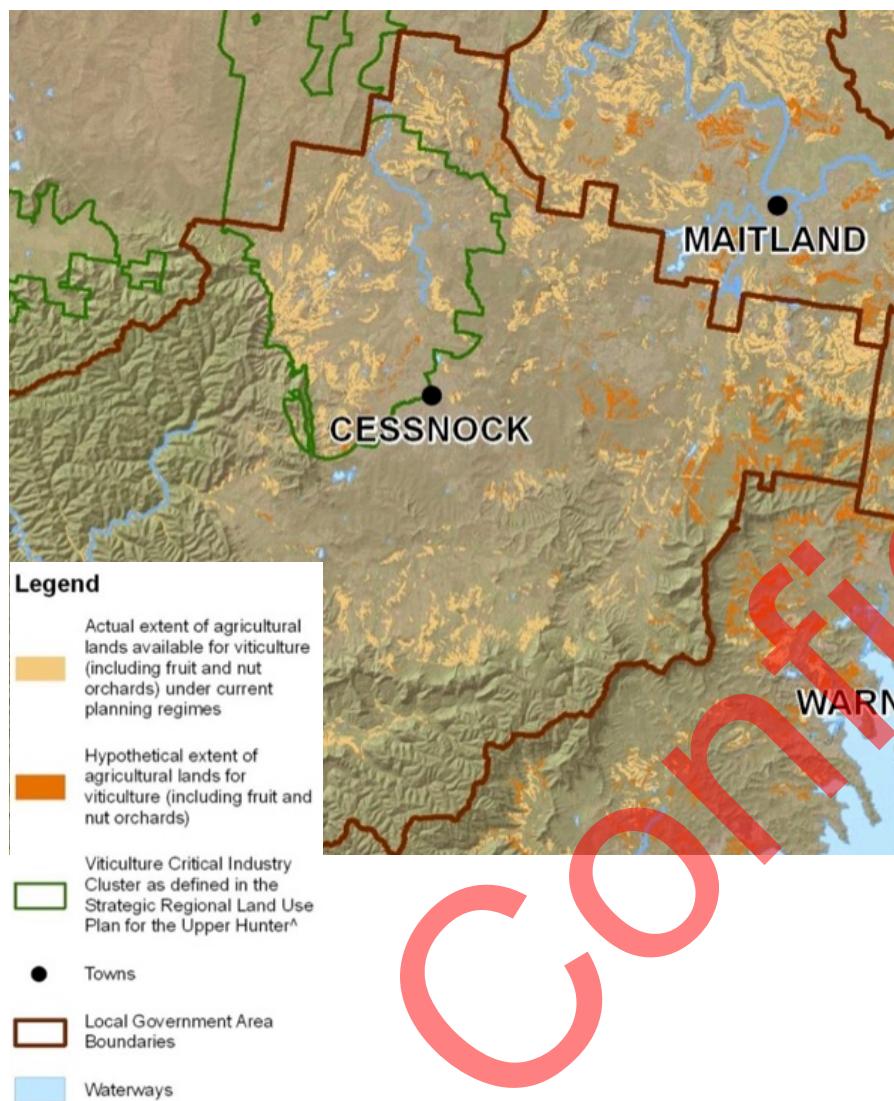 MAITLAND
CESSNOCK
WARN
Legend
Actual extent of agricultural
lands available for viticulture
(including fruit and nut
orchards) under current
planning regimes
Hypothetical extent of
agricultural lands for
viticulture (including fruit and
nut orchards)
Viticulture Critical Industry
Cluster as defined in the
Strategic Regional Land Use
Plan for the Upper Hunter^
Towns
Local Government Area
Boundaries
Waterways
Confi